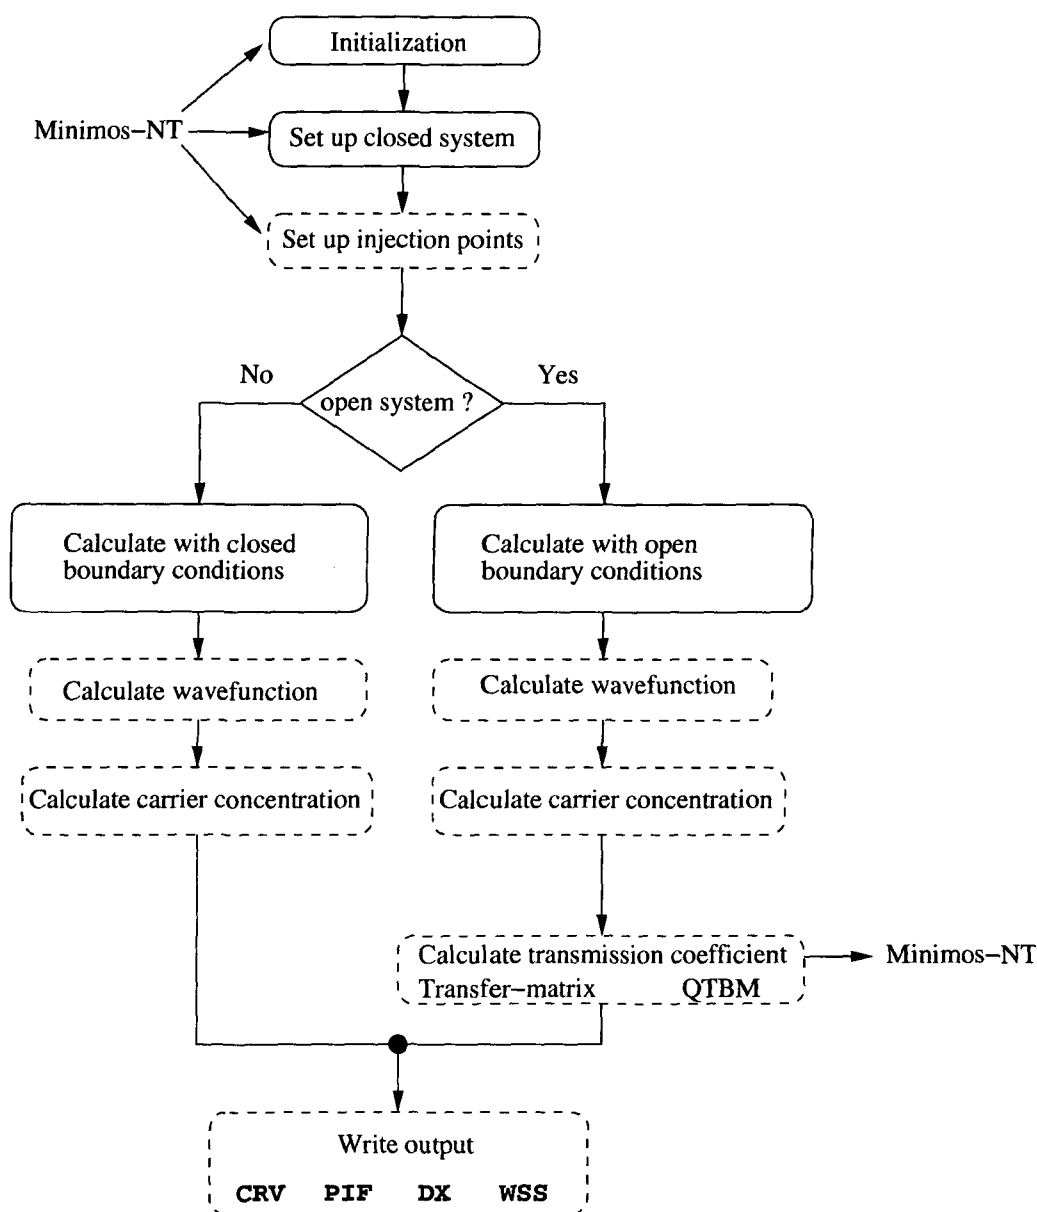 Initialization
Minimos–NT
Set up closed system
Set up injection points
No
Yes
open system ?
Calculate with closed
boundary conditions
Calculate with open
boundary conditions
Calculate wavefunction
Calculate wavefunction
Calculate carrier concentration
Calculate carrier concentration
Calculate transmission coefficient
Transfer–matrix QTBM
Minimos–NT
Write output
CRV PIF DX WSS